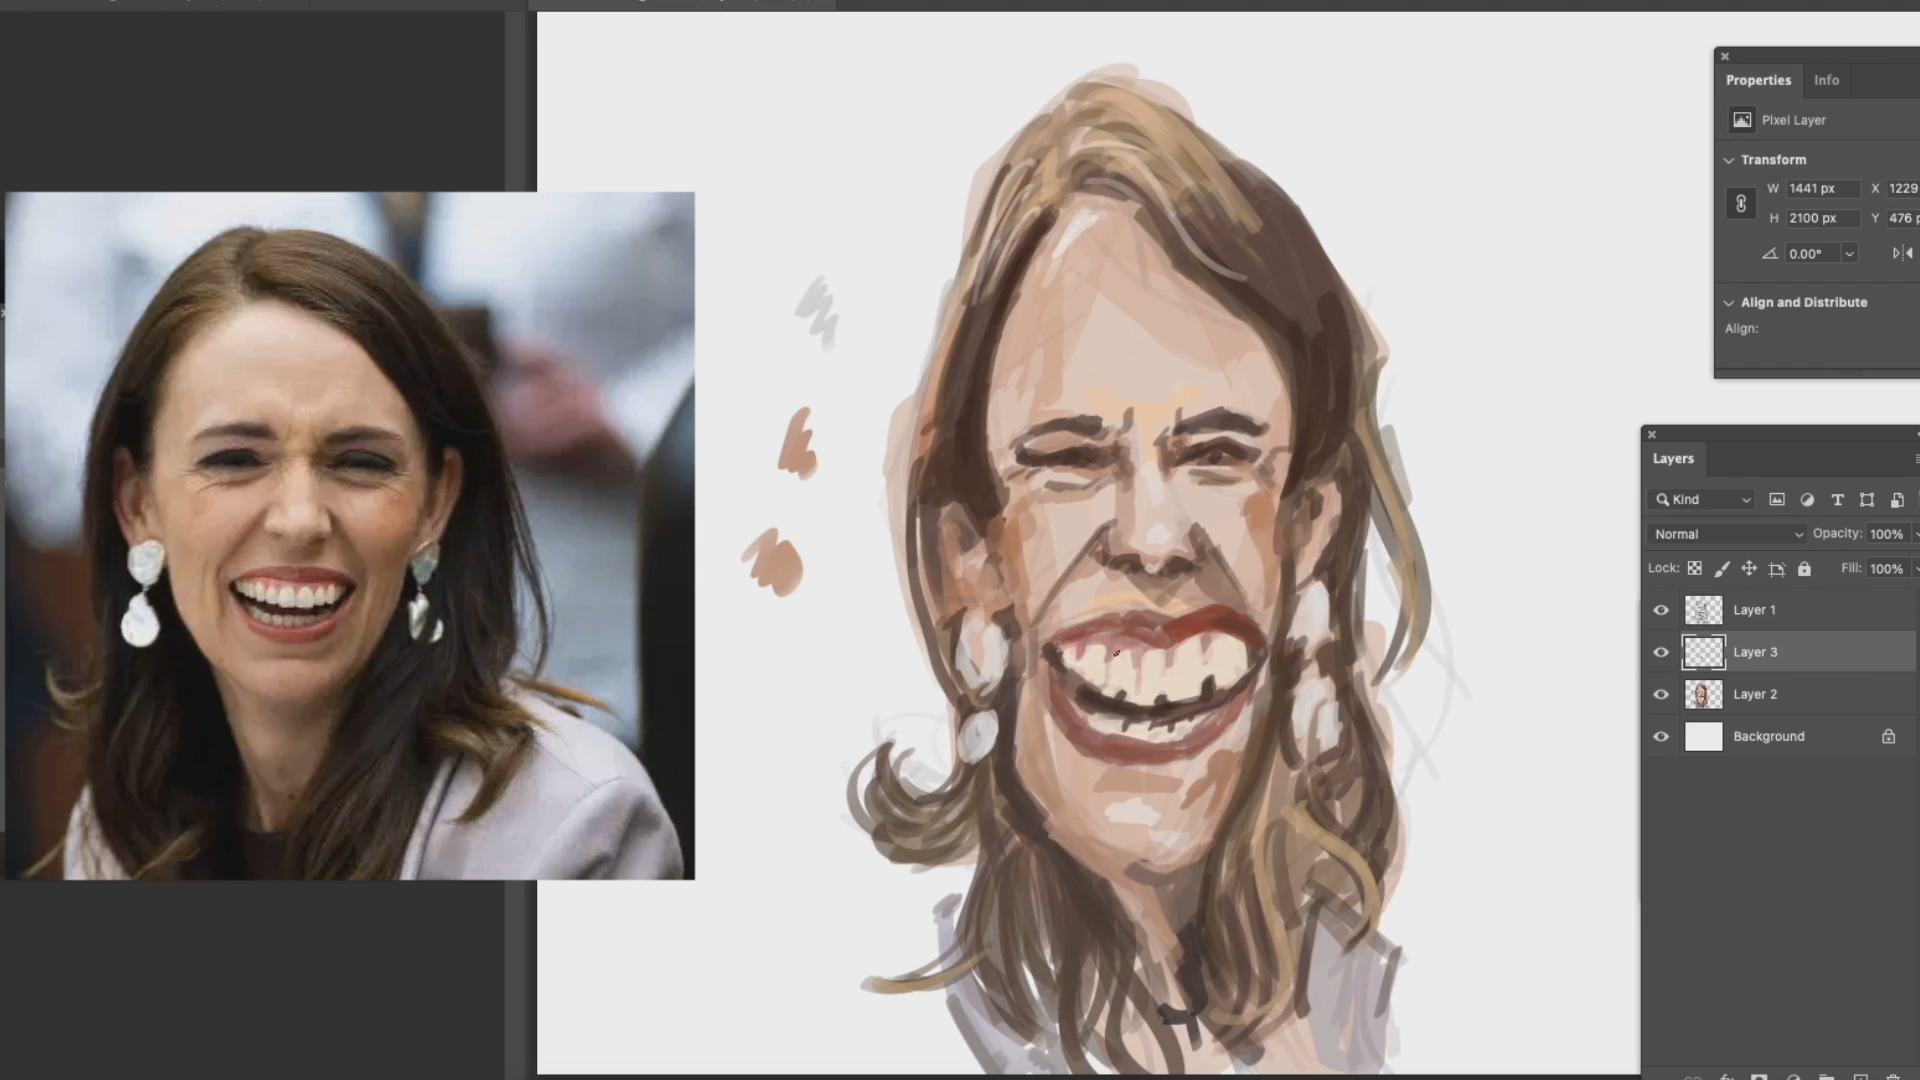 Properties Info
Pixel Layer
Transform
W 1441 px X 1229
H 2100 px Y 476 p
0.00°
Align and Distribute
Align:
Layers
Kind T
Normal Opacity: 100%
Lock: Fill: 100%
Layer 1
Layer 3
Layer 2
Background